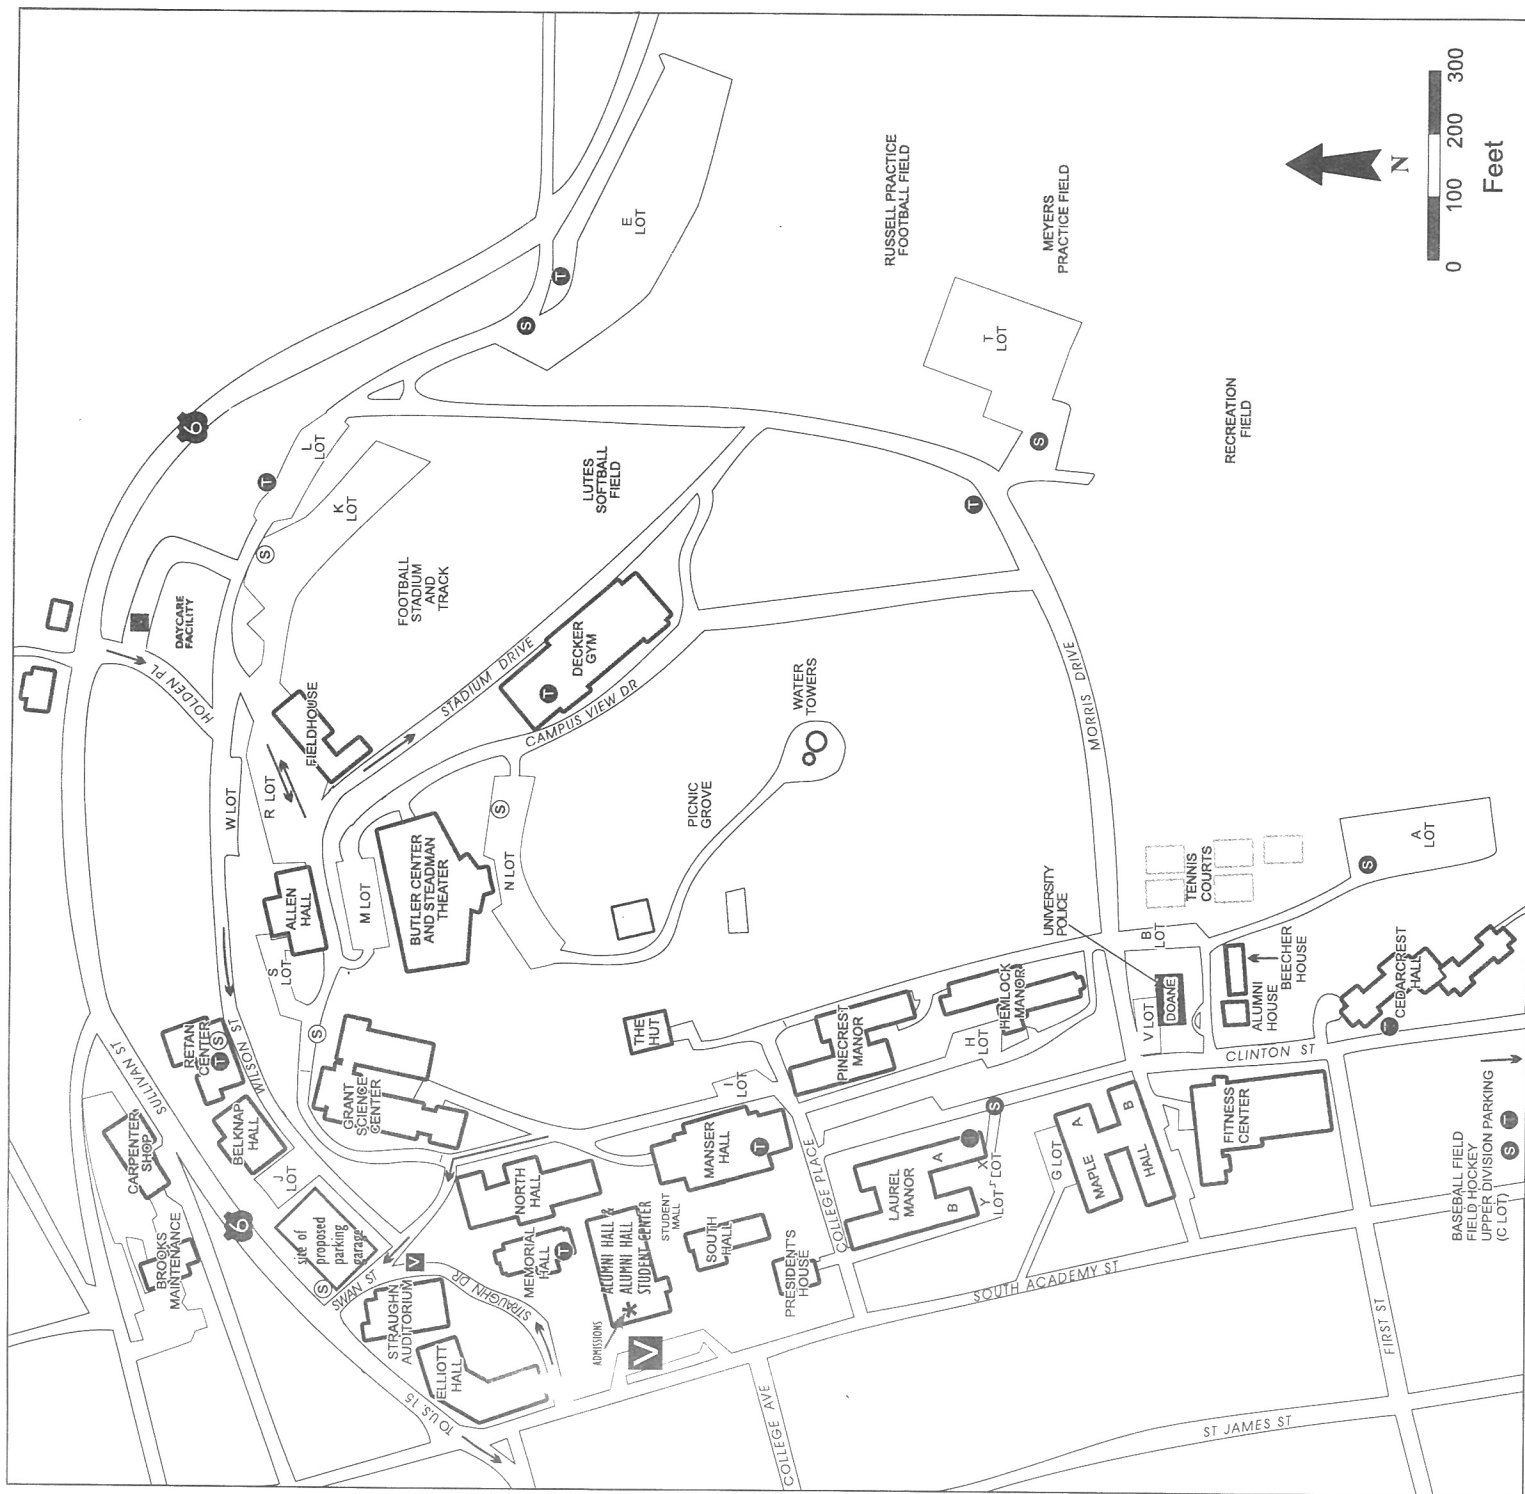 BROOKS
MAINTENANCE
CARPENTER
SHOP
SULLIVAN ST
6
6
TO U.S. 15
ELLIOTT
HALL
STRAUGHN
AUDITORIUM
SWAN ST
S
V
site of
proposed
parking
garage
J
LOT
BELKNAP
HALL
RETAN
CENTER
T
S
WILSON ST
S
LOT
ALLEN
HALL
W LOT
R LOT
HOLDEN PL
DAYCARE
FACILITY
FIELDHOUSE
S
T
L
LOT
K
LOT
FOOTBALL
STADIUM
AND
TRACK
LUTES
SOFTBALL
FIELD
S
T
E
LOT
STRAUGHN DR
MEMORIAL
HALL
T
NORTH
HALL
GRANT
SCIENCE
CENTER
S
M LOT
BUTLER CENTER
AND STEADMAN
THEATER
N LOT
S
STADIUM DRIVE
CAMPUS VIEW DR
DECKER
GYM
T
ADMISSIONS
*
V
ALUMNI HALL &
ALUMNI HALL
STUDENT CENTER
STUDENT
MALL
SOUTH
HALL
MANSER
HALL
T
THE
HUT
I
LOT
PICNIC
GROVE
WATER
TOWERS
COLLEGE AVE
PRESIDENT'S
HOUSE
COLLEGE PLACE
PINECREST
MANOR
LAUREL
MANOR
A
B
Y
LOT
X
LOT
S
H
LOT
HEMLOCK
MANOR
T
S
T
LOT
RUSSELL PRACTICE
FOOTBALL FIELD
MEYERS
PRACTICE FIELD
SOUTH ACADEMY ST
G LOT
MAPLE
HALL
A
B
UNIVERSITY
POLICE
MORRIS DRIVE
V LOT
DOANE
B
LOT
TENNIS
COURTS
RECREATION
FIELD
ST JAMES ST
FITNESS
CENTER
CLINTON ST
ALUMNI
HOUSE
BEECHER
HOUSE
FIRST ST
CEDARCREST
HALL
S
A
LOT
BASEBALL FIELD
FIELD HOCKEY
UPPER DIVISION PARKING
(C LOT)
S
T
N
0
100
200
300
Feet